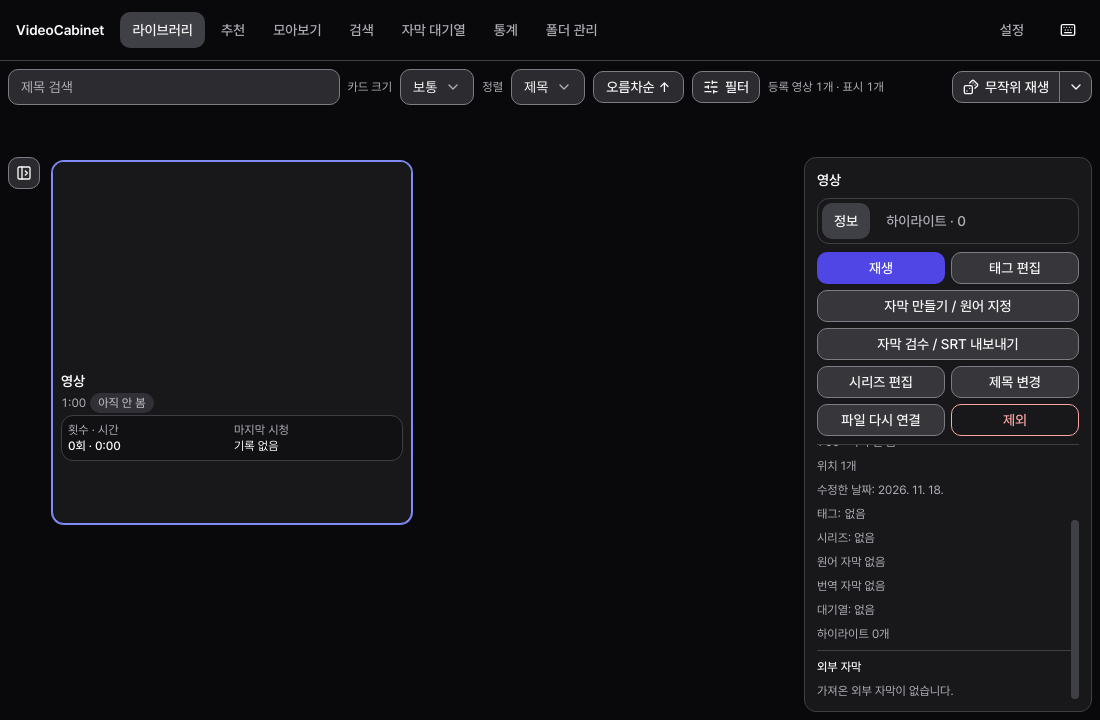 VideoCabinet 라이브러리 추천 모아보기 검색 자막 대기열 통계 폴더 관리 설정
제목 검색 카드 크기 보통 정렬 제목 오름차순 ↑ 필터 등록 영상 1개 · 표시 1개 무작위 재생
영상
1:00 아직 안 봄
횟수 · 시간 마지막 시청
0회 · 0:00 기록 없음
영상
정보 하이라이트 · 0
재생 태그 편집
자막 만들기 / 원어 지정
자막 검수 / SRT 내보내기
시리즈 편집 제목 변경
파일 다시 연결 제외
위치 1개
수정한 날짜: 2026. 11. 18.
태그: 없음
시리즈: 없음
원어 자막 없음
번역 자막 없음
대기열: 없음
하이라이트 0개
외부 자막
가져온 외부 자막이 없습니다.